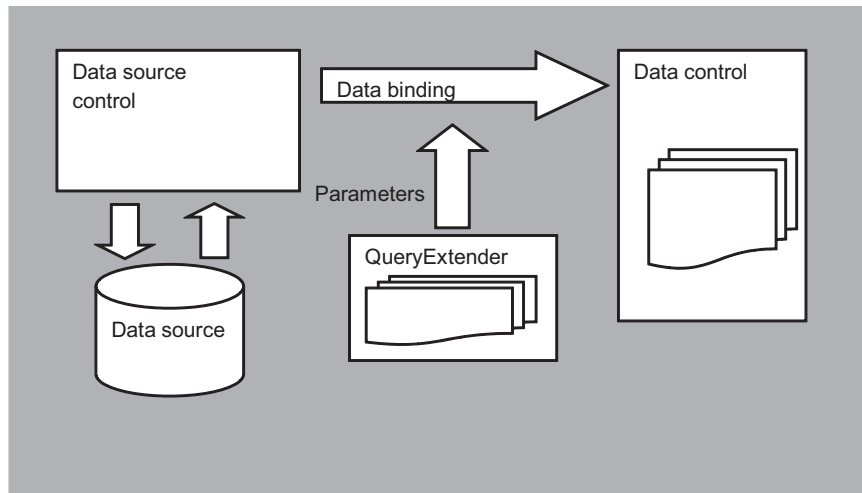 Data source
control
Data binding
Data control
Parameters
QueryExtender
Data source